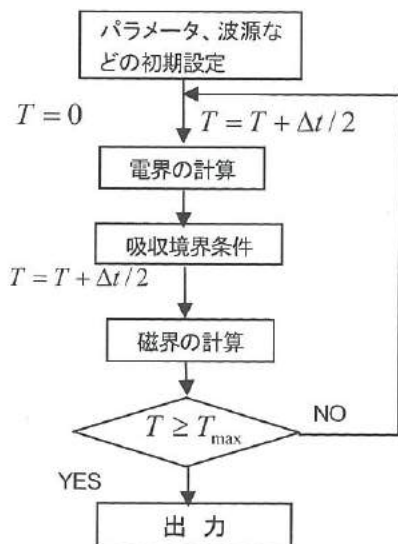 パラメータ、波源な
どの初期設定
T = 0
T = T + Δt / 2
電界の計算
吸収境界条件
T = T + Δt / 2
磁界の計算
T ≥ T_max
NO
YES
出 力